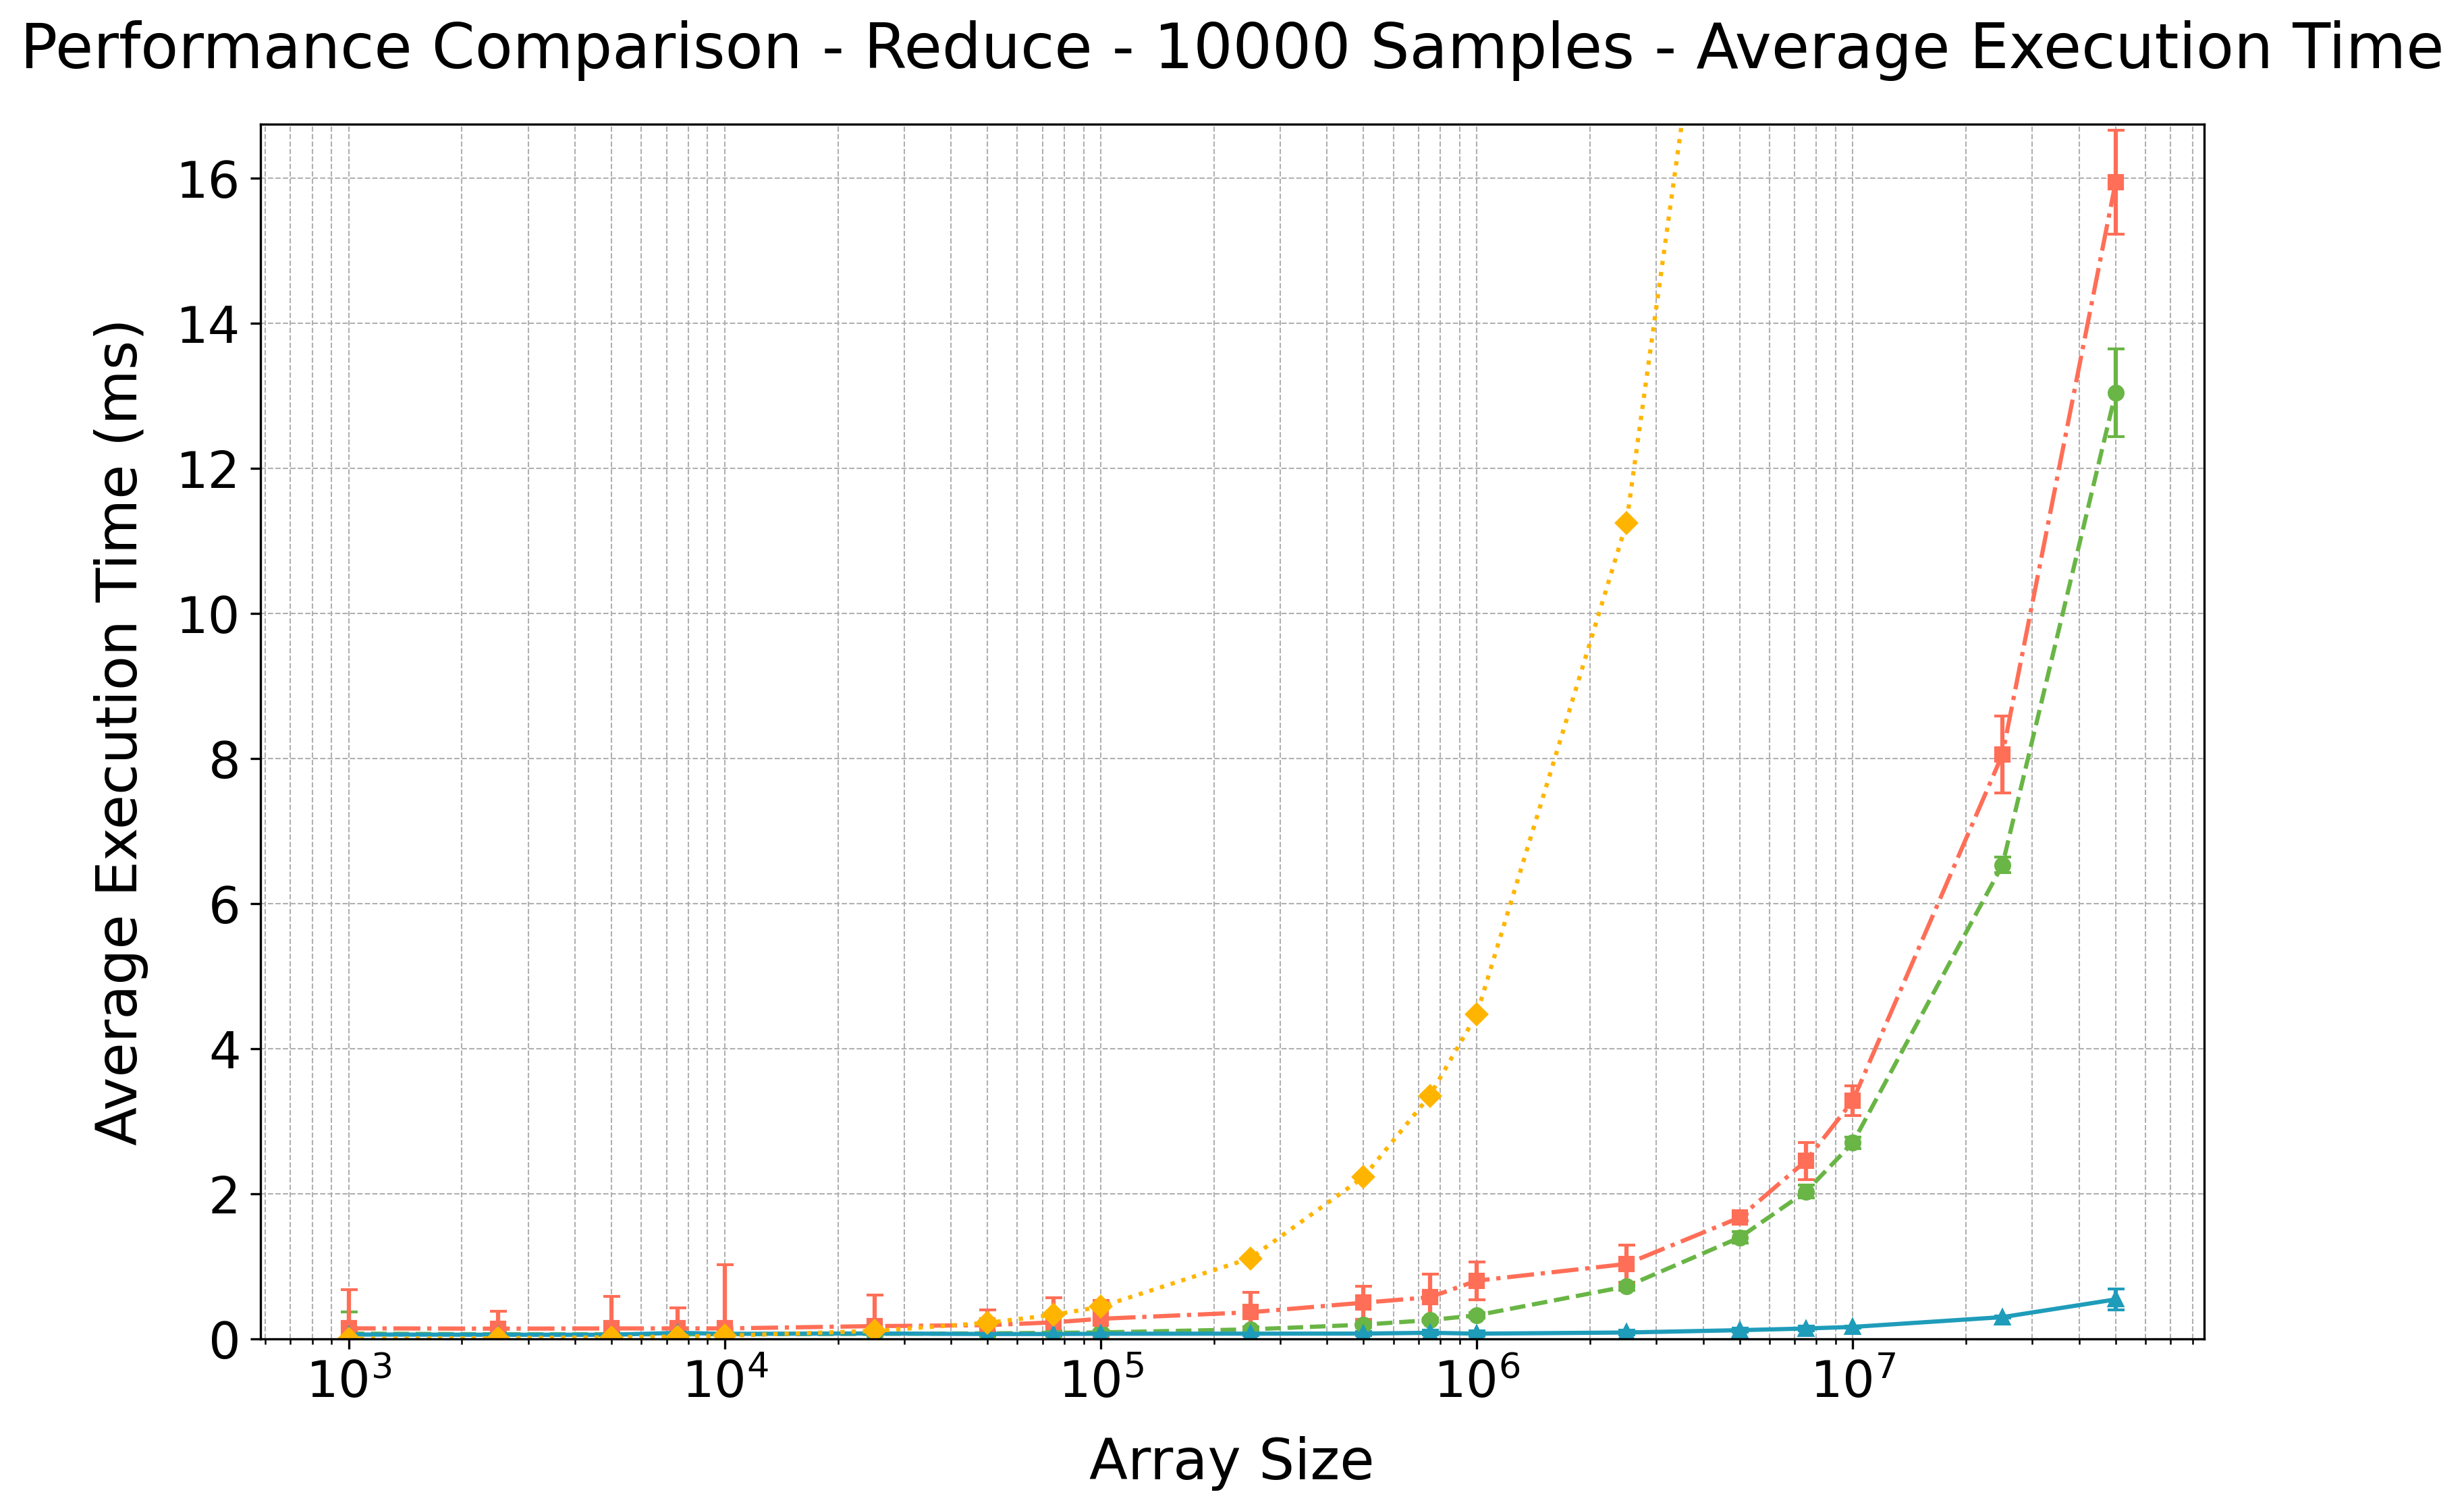 Performance Comparison - Reduce - 10000 Samples - Average Execution Time
Average Execution Time (ms)
16
14
12
10
8
6
4
2
0
10³ 10⁴ 10⁵ 10⁶ 10⁷
Array Size